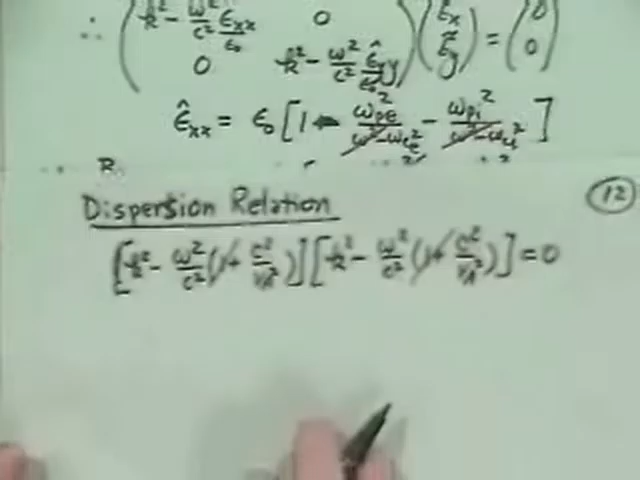 ∴ ( k² - ω²/c² ε̂xx/ε₀   0 ) ( Ẽx ) = ( 0 )
( 0   k² - ω²/c² ε̂yy/ε₀ ) ( Ẽy ) = ( 0 )
ε̂xx = ε₀ [ 1 - ωpe²/(ω² - ωce²) - ωpi²/(ω² - ωci²) ]
12
Dispersion Relation
[ k² - ω²/c² (1 + c²/VA²) ] [ k² - ω²/c² (1 + c²/VA²) ] = 0